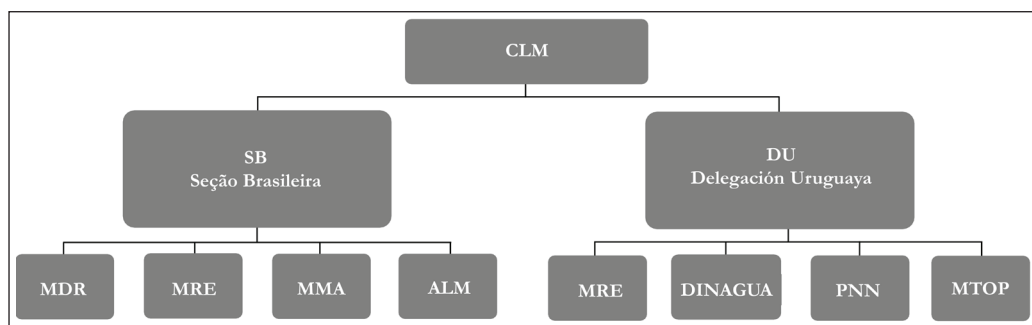 CLM
SB
Seção Brasileira
DU
Delegación Uruguaya
MDR
MRE
MMA
ALM
MRE
DINAGUA
PNN
MTOP